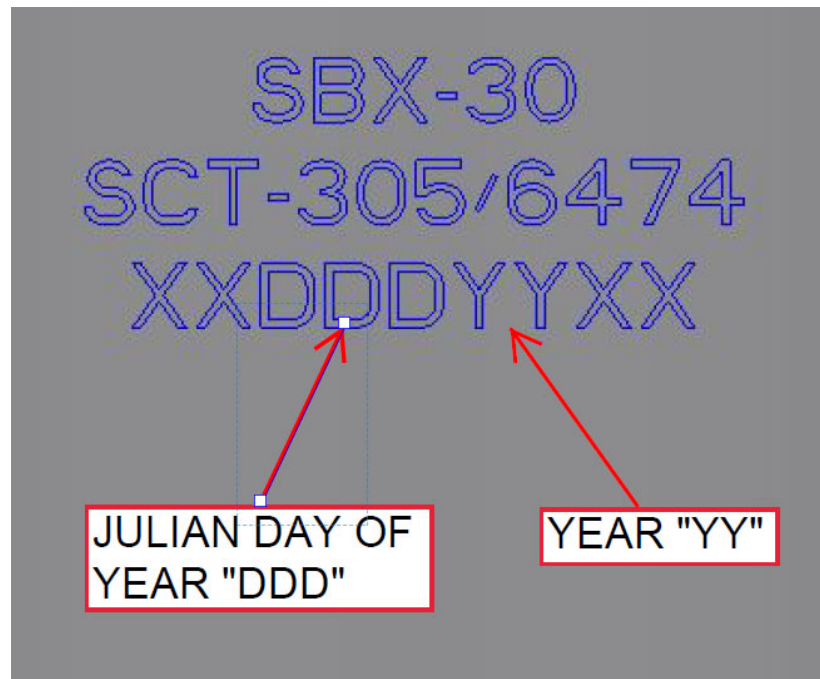 SBX-30
SCT-305/6474
XXDDDYYXX
JULIAN DAY OF
YEAR "DDD"
YEAR "YY"